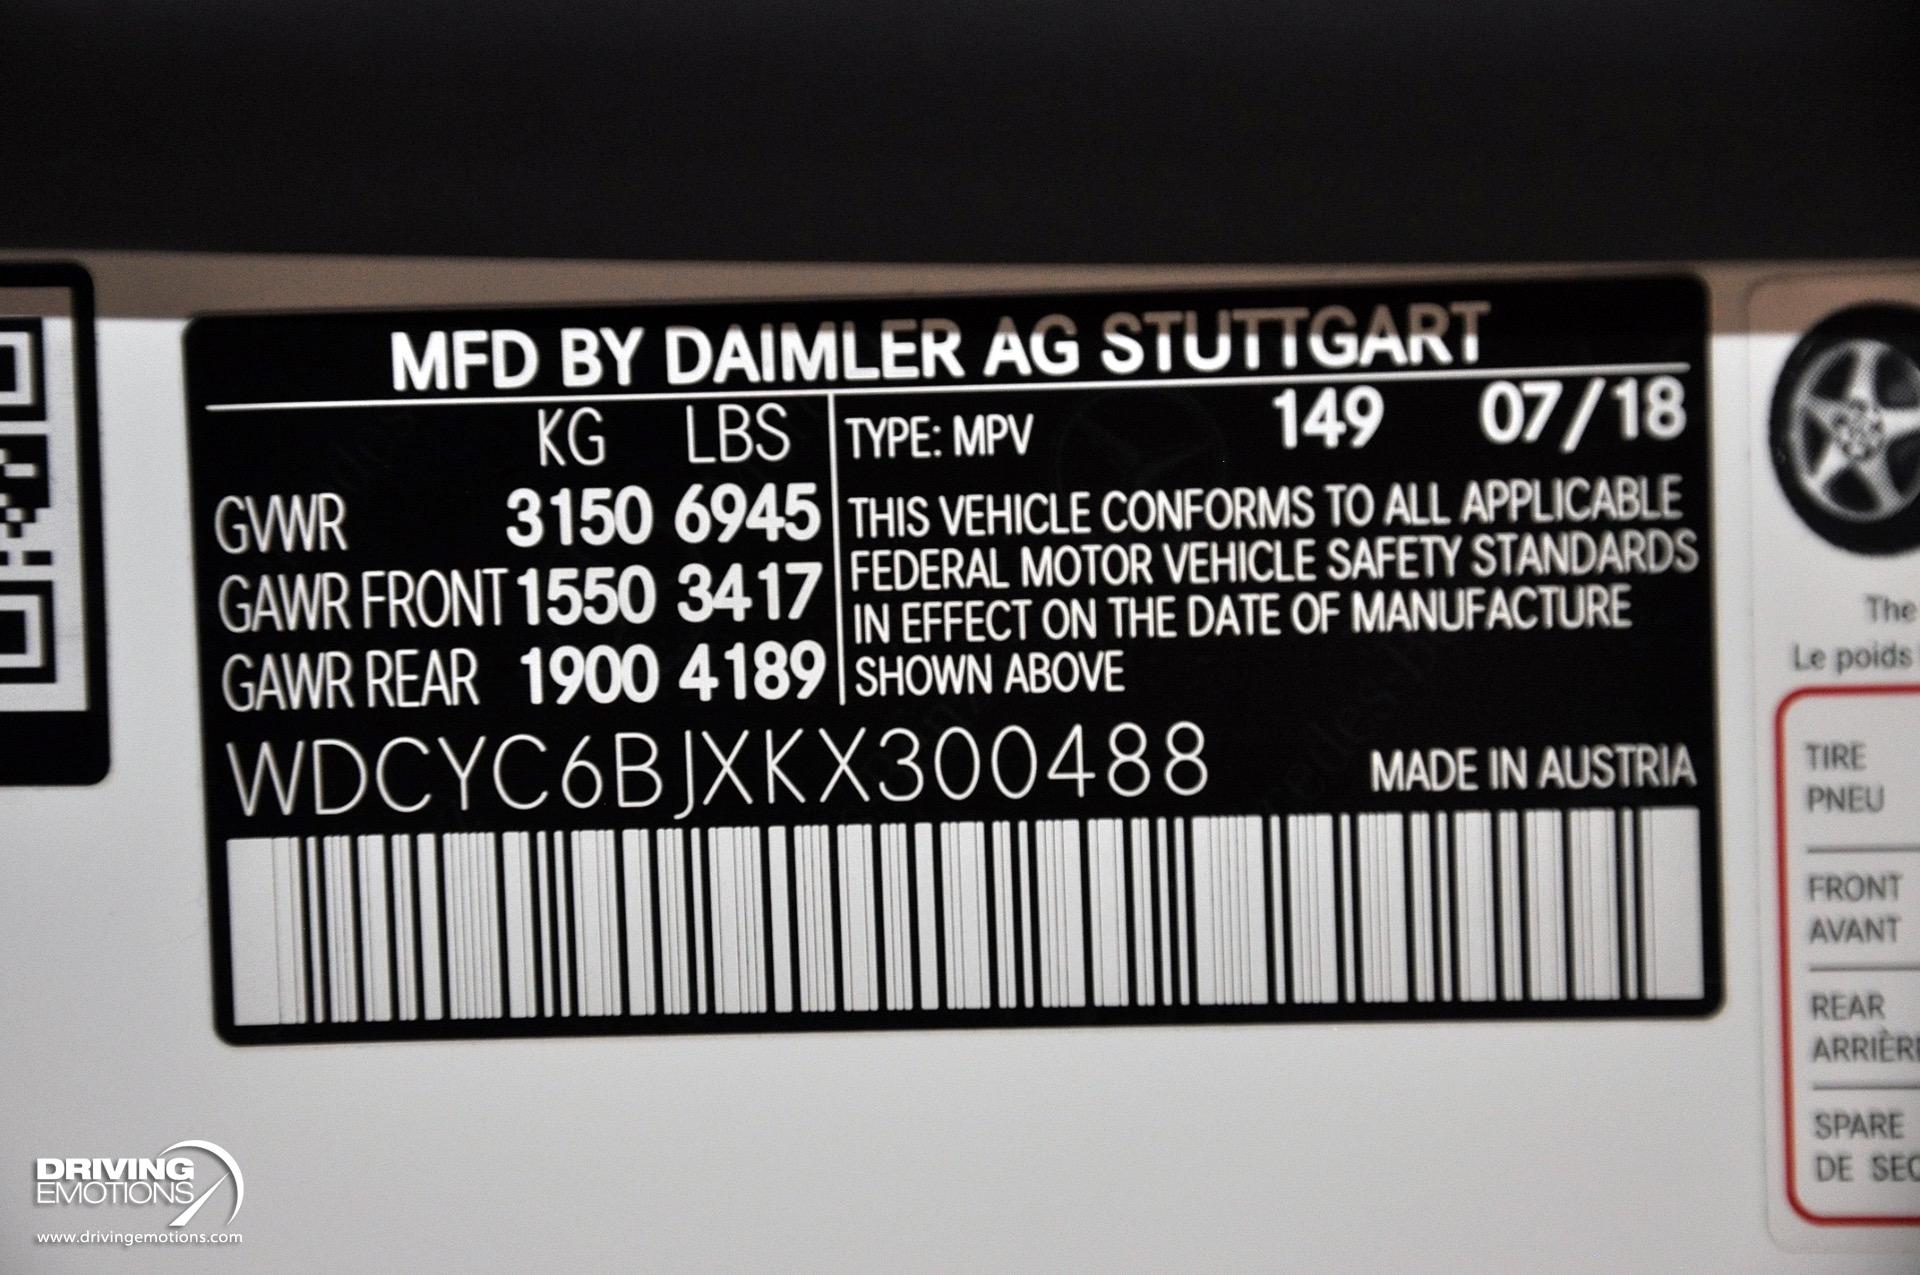 MFD BY DAIMLER AG STUTTGART
KG LBS
GVWR 3150 6945
GAWR FRONT 1550 3417
GAWR REAR 1900 4189
TYPE: MPV 149 07/18
THIS VEHICLE CONFORMS TO ALL APPLICABLE
FEDERAL MOTOR VEHICLE SAFETY STANDARDS
IN EFFECT ON THE DATE OF MANUFACTURE
SHOWN ABOVE
WDCYC6BJXKX300488
MADE IN AUSTRIA
The
Le poids
TIRE
PNEU
FRONT
AVANT
REAR
ARRIÈRE
SPARE
DE SEC
DRIVING
EMOTIONS
www.drivingemotions.com